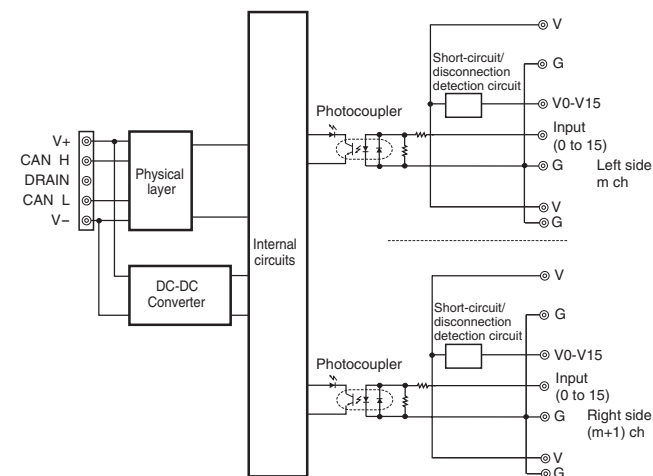 V+
CAN H
DRAIN
CAN L
V−
Physical
layer
DC-DC
Converter
Internal
circuits
Photocoupler
Short-circuit/
disconnection
detection circuit
V
G
V0-V15
Input
(0 to 15)
G
Left side
m ch
V
G
Photocoupler
Short-circuit/
disconnection
detection circuit
V
G
V0-V15
Input
(0 to 15)
G
Right side
(m+1) ch
V
G